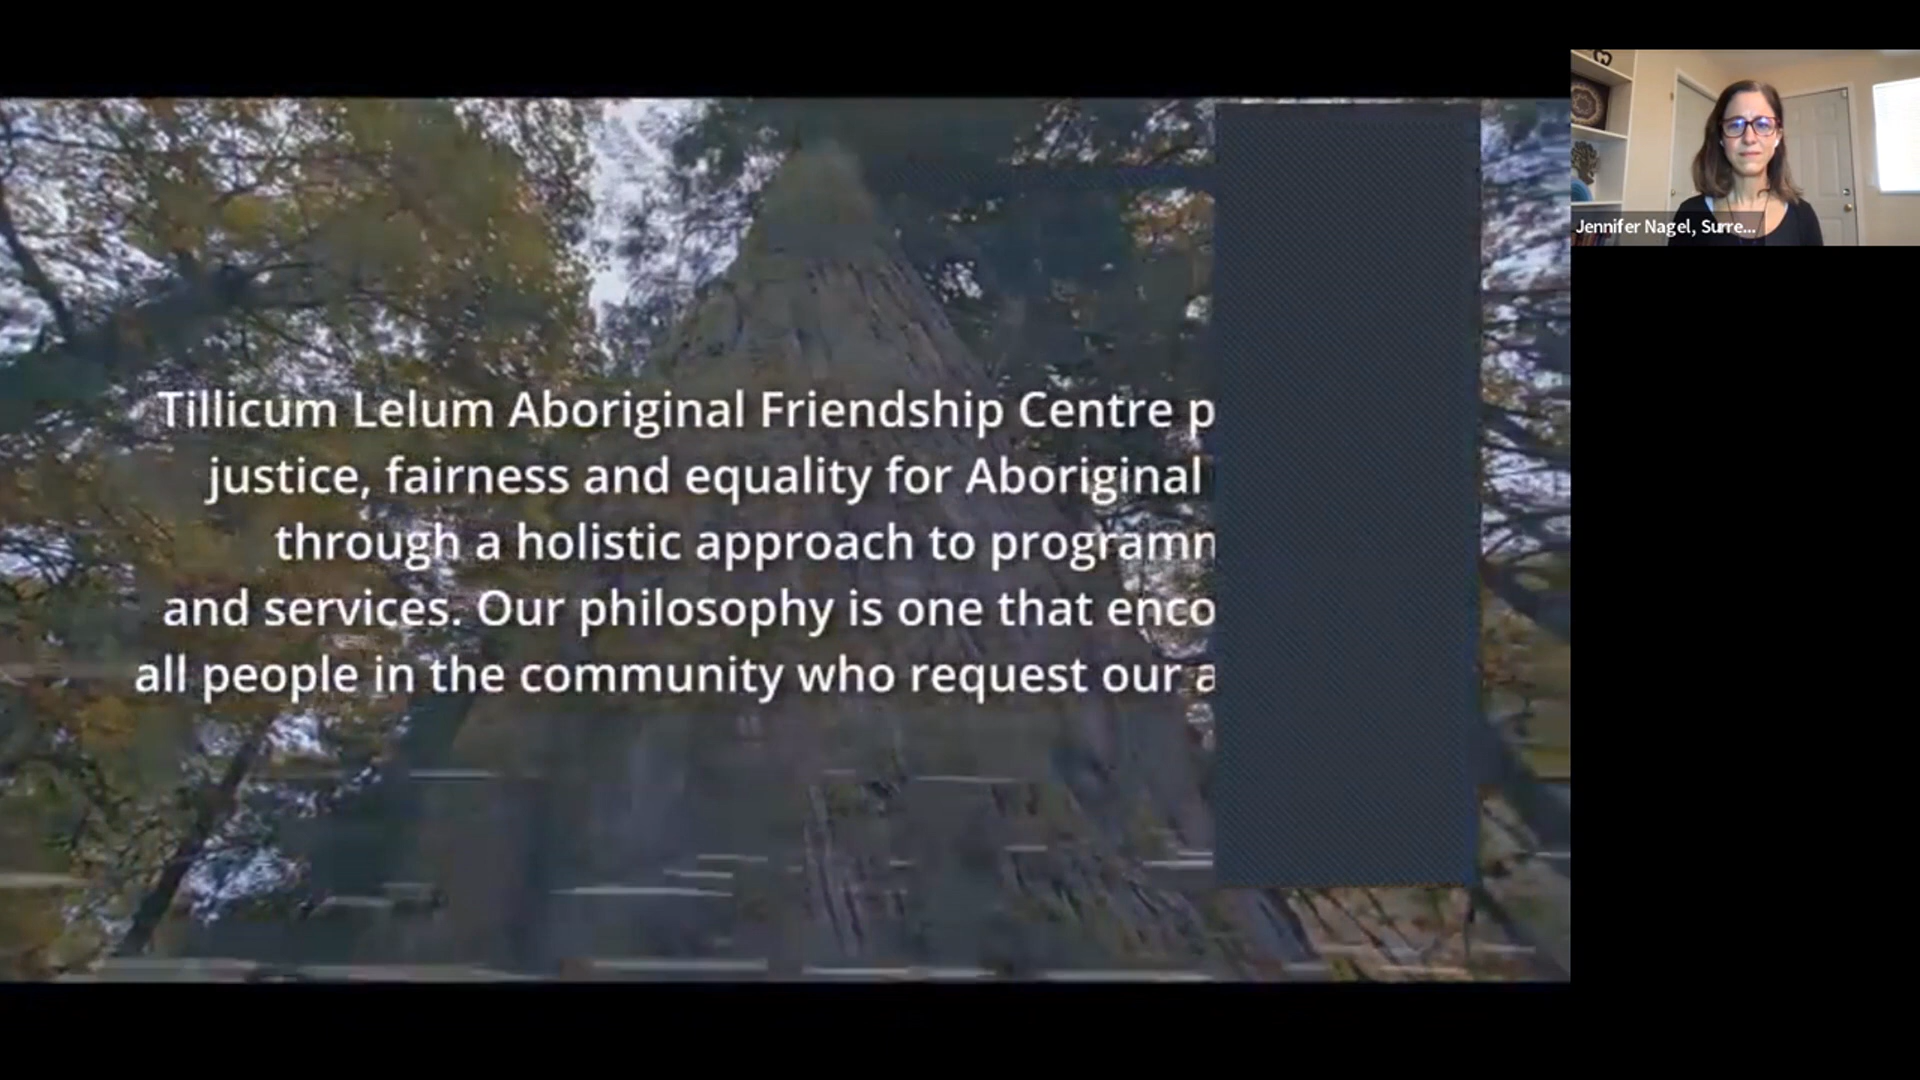 Tillicum Lelum Aboriginal Friendship Centre p
justice, fairness and equality for Aboriginal
through a holistic approach to program
and services. Our philosophy is one that enco
all people in the community who request our a
Jennifer Nagel, Surre...